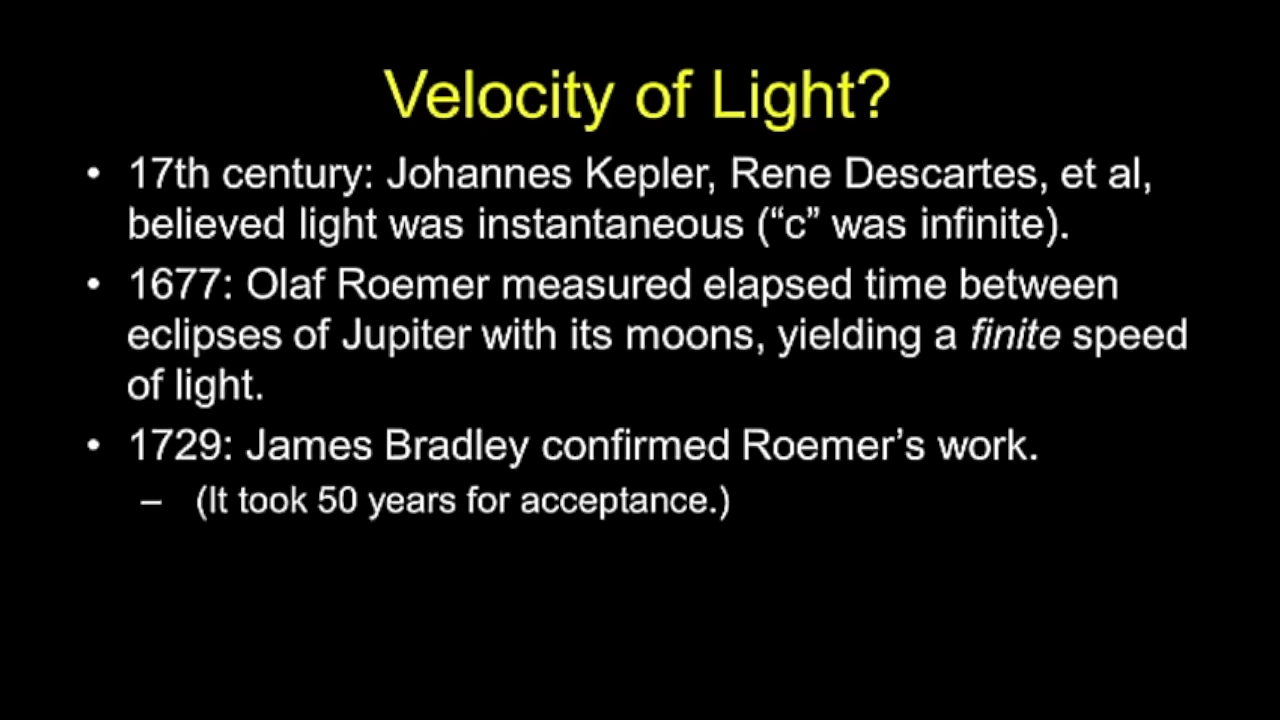 Velocity of Light?
• 17th century: Johannes Kepler, Rene Descartes, et al,
believed light was instantaneous (“c” was infinite).
• 1677: Olaf Roemer measured elapsed time between
eclipses of Jupiter with its moons, yielding a finite speed
of light.
• 1729: James Bradley confirmed Roemer’s work.
– (It took 50 years for acceptance.)